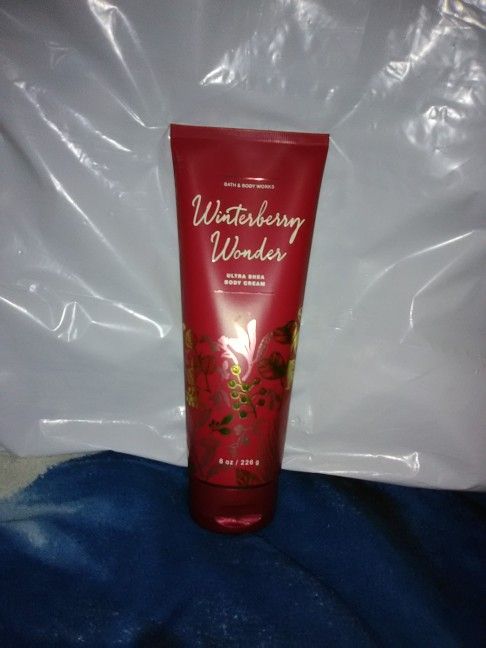 BATH & BODY WORKS
Winterberry
Wonder
ULTRA SHEA
BODY CREAM
8 oz / 226 g